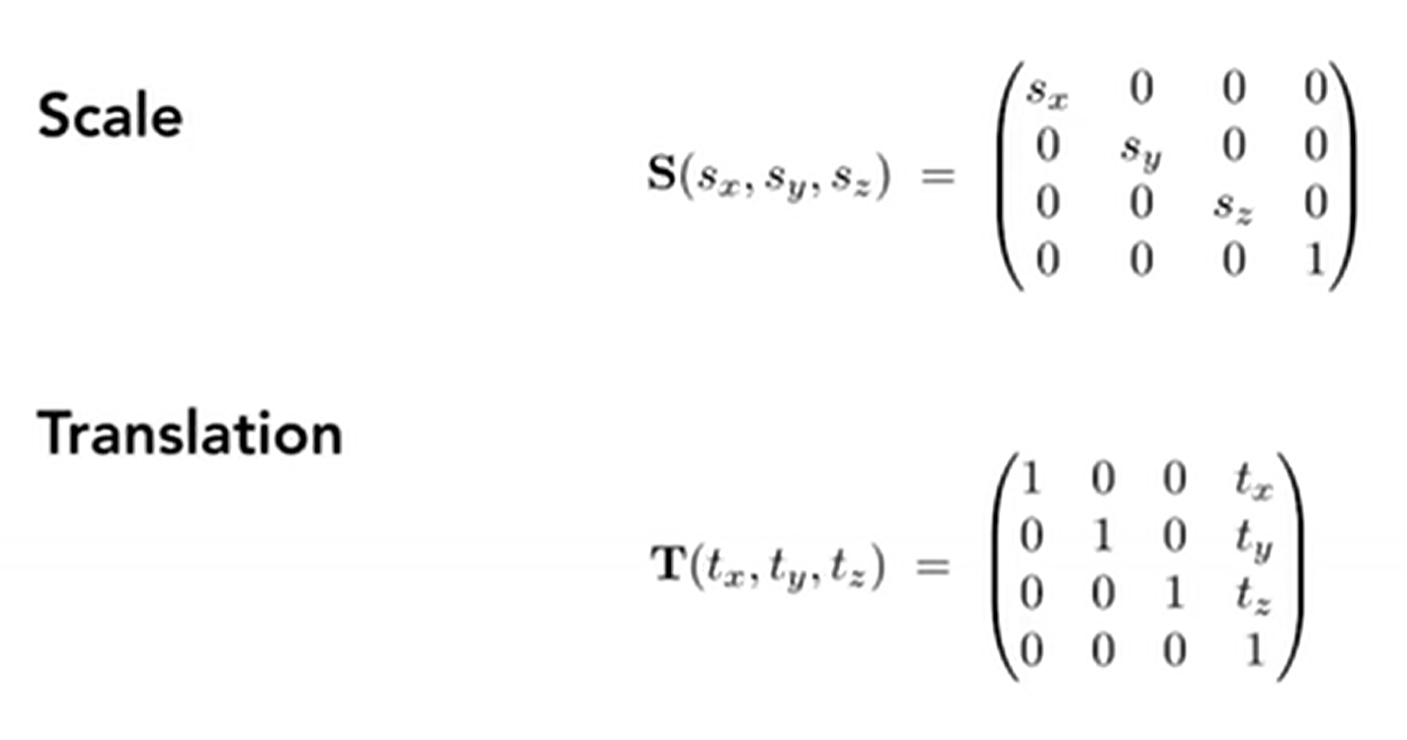 Scale
S(s_x, s_y, s_z) = 
s_x 0 0 0
0 s_y 0 0
0 0 s_z 0
0 0 0 1
Translation
T(t_x, t_y, t_z) = 
1 0 0 t_x
0 1 0 t_y
0 0 1 t_z
0 0 0 1